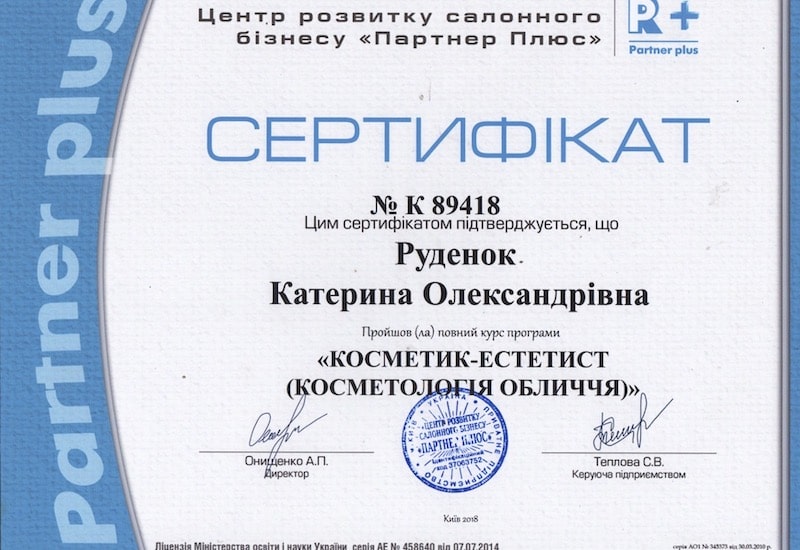 Центр розвитку салонного
бізнесу «Партнер Плюс»
R+
Partner plus
Partner plus
СЕРТИФІКАТ
№ К 89418
Цим сертифікатом підтверджується, що
Руденок
Катерина Олександрівна
Пройшов (ла) повний курс програми
«КОСМЕТИК-ЕСТЕТИСТ
(КОСМЕТОЛОГІЯ ОБЛИЧЧЯ)»
Онищенко А.П.
Директор
УКРАЇНА * ПРИВАТНЕ ПІДПРИЄМСТВО * КИЇВ
ЦЕНТР РОЗВИТКУ
САЛОННОГО БІЗНЕСУ
«ПАРТНЕР ПЛЮС»
Ідентифікаційний
код 37063752
Теплова С.В.
Керуюча підприємством
Київ 2018
Ліцензія Міністерства освіти і науки України серія АЕ № 458640 від 07.07.2014
серія АО1 № 345373 від 30.03.2010 р.